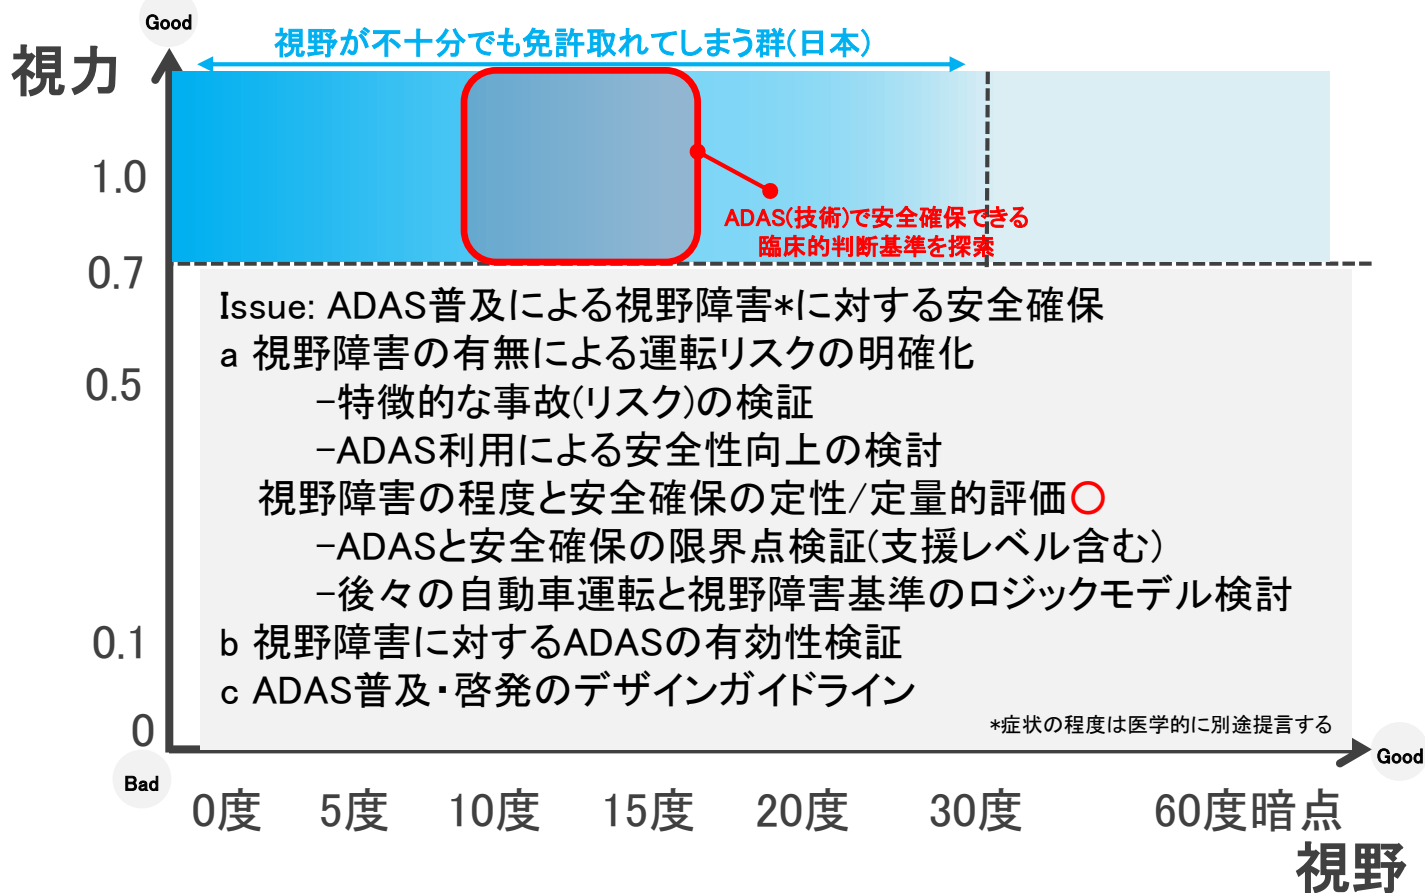 Good
視力
視野が不十分でも免許取れてしまう群(日本)
1.0
ADAS(技術)で安全確保できる
臨床的判断基準を探索
0.7
Issue: ADAS普及による視野障害*に対する安全確保
a 視野障害の有無による運転リスクの明確化
-特徴的な事故(リスク)の検証
0.5
-ADAS利用による安全性向上の検討
視野障害の程度と安全確保の定性/定量的評価○
-ADASと安全確保の限界点検証(支援レベル含む)
-後々の自動車運転と視野障害基準のロジックモデル検討
0.1
b 視野障害に対するADASの有効性検証
c ADAS普及・啓発のデザインガイドライン
*症状の程度は医学的に別途提言する
0
Bad
Good
0度 5度 10度 15度 20度 30度 60度暗点
視野